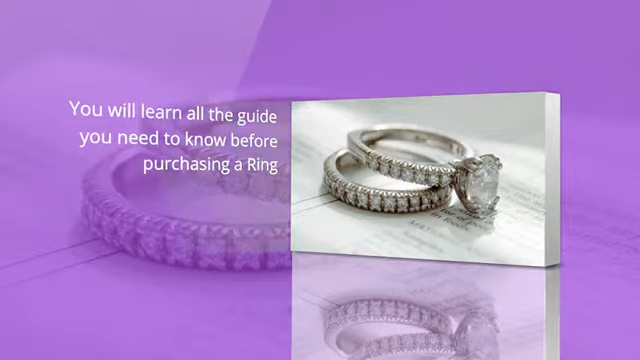 You will learn all the guide
you need to know before
purchasing a Ring